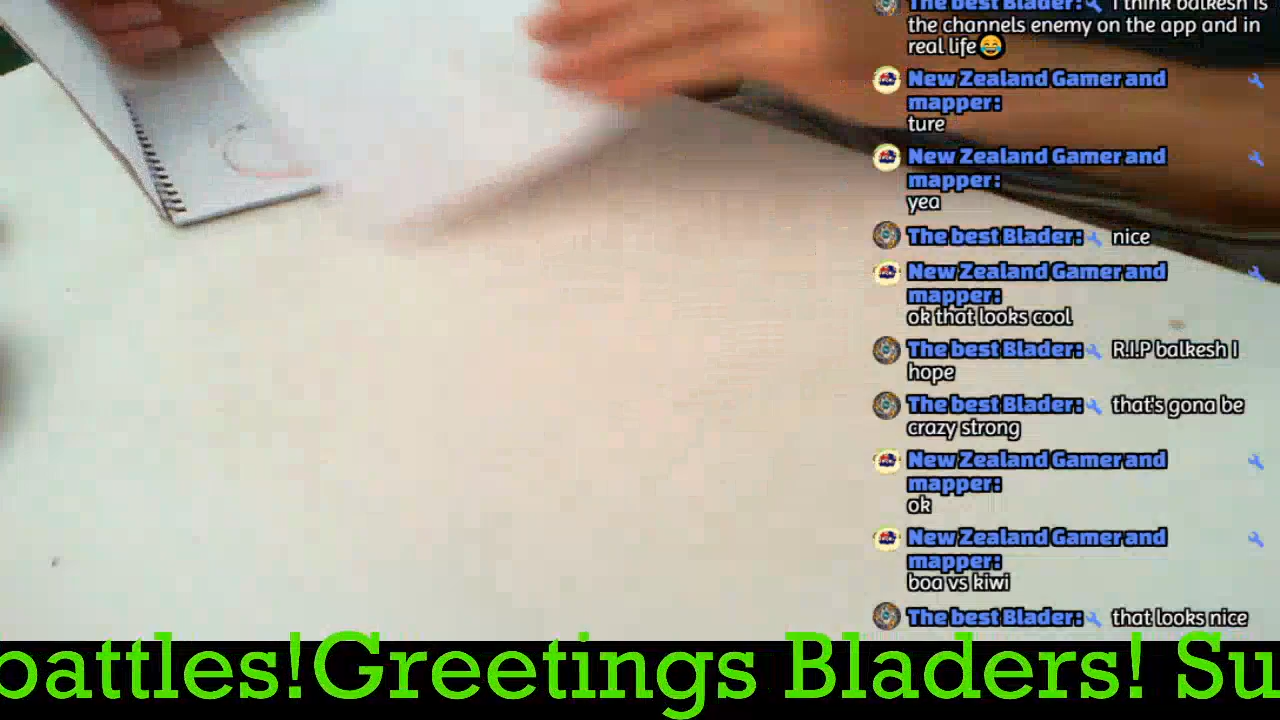 The best Blader: I think balkesh is
the channels enemy on the app and in
real life😂
New Zealand Gamer and
mapper:
ture
New Zealand Gamer and
mapper:
yea
The best Blader: nice
New Zealand Gamer and
mapper:
ok that looks cool
The best Blader: R.I.P balkesh I
hope
The best Blader: that's gona be
crazy strong
New Zealand Gamer and
mapper:
ok
New Zealand Gamer and
mapper:
boa vs kiwi
The best Blader: that looks nice
battles!Greetings Bladers! Su